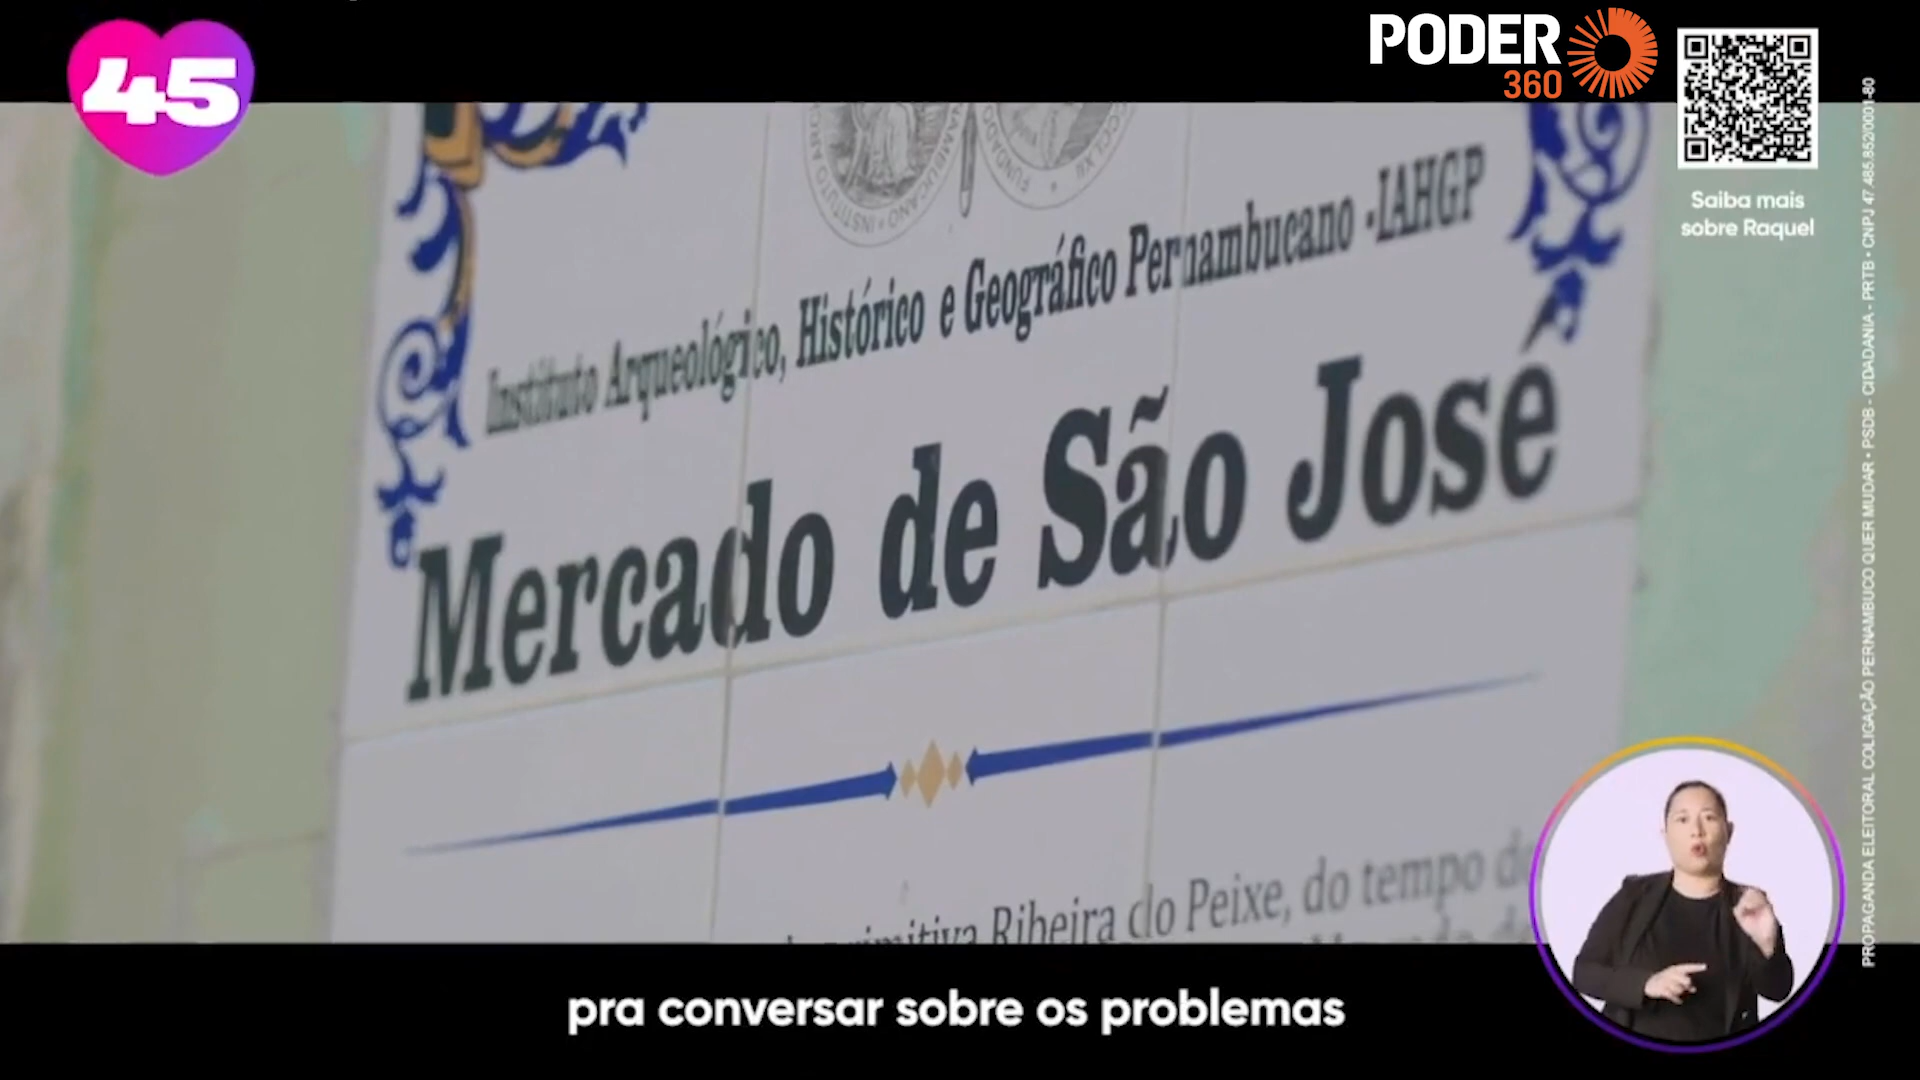 45
PODER
360
Saiba mais
sobre Raquel
Instituto Arqueológico, Histórico e Geográfico Pernambucano -IAHGP
Mercado de São José
primitiva Ribeira do Peixe, do tempo
pra conversar sobre os problemas
PROPAGANDA ELEITORAL COLIGAÇÃO PERNAMBUCO QUER MUDAR • PSDB - CIDADANIA - PRTB • CNPJ 47.485.852/0001-80